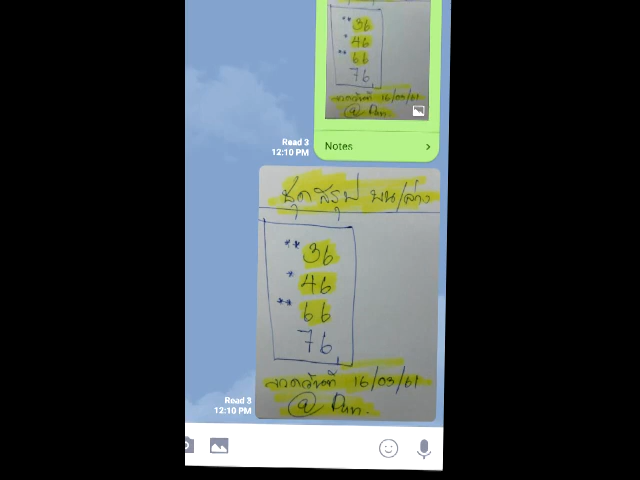 **36
*46
**66
76
งวดวันที่ 16/03/61
@ Pun.
Read 3
12:10 PM
Notes
ชุดสรุป บน/ล่าง
**36
*46
**66
76
งวดวันที่ 16/03/61
@ Pun.
Read 3
12:10 PM